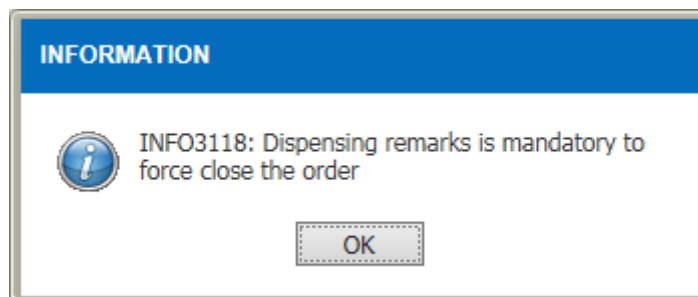 INFORMATION
INFO3118: Dispensing remarks is mandatory to
force close the order
OK